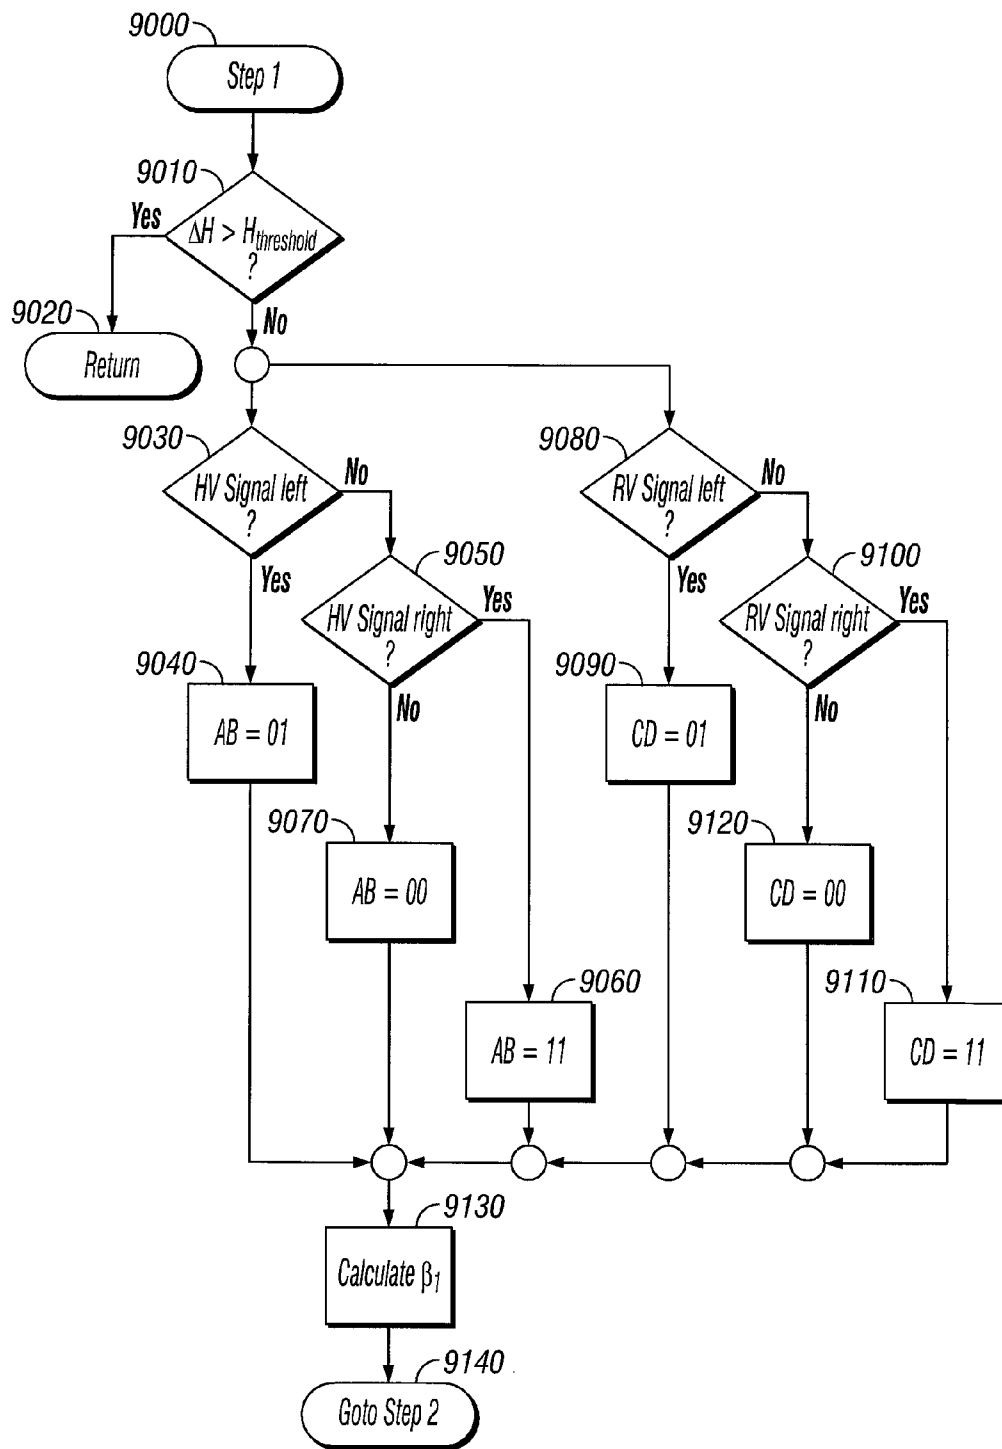 9000
Step 1
9010
Yes
ΔH > Hthreshold
?
9020
No
Return
9030
HV Signal left
?
No
9080
RV Signal left
?
No
Yes
9050
HV Signal right
?
Yes
Yes
9100
RV Signal right
?
Yes
9040
AB = 01
No
9090
CD = 01
No
9070
AB = 00
9120
CD = 00
9060
AB = 11
9110
CD = 11
9130
Calculate β1
9140
Goto Step 2